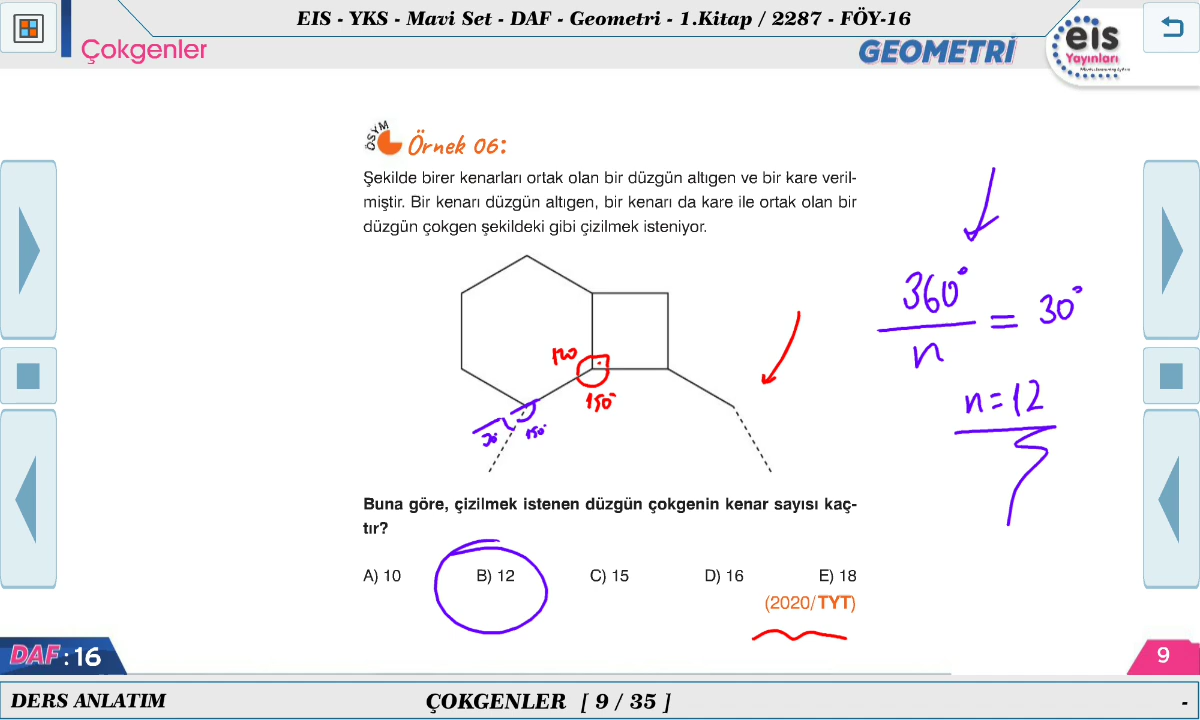 EIS - YKS - Mavi Set - DAF - Geometri - 1.Kitap / 2287 - FÖY-16
Çokgenler
GEOMETRİ
eis
Yayınları
ÖSYM
Örnek 06:
Şekilde birer kenarları ortak olan bir düzgün altıgen ve bir kare veril-
miştir. Bir kenarı düzgün altıgen, bir kenarı da kare ile ortak olan bir
düzgün çokgen şekildeki gibi çizilmek isteniyor.
120
150°
30°
150°
360°
n
= 30°
n=12
Buna göre, çizilmek istenen düzgün çokgenin kenar sayısı kaç-
tır?
A) 10 B) 12 C) 15 D) 16 E) 18
(2020/TYT)
DAF : 16
9
DERS ANLATIM ÇOKGENLER [ 9 / 35 ] -